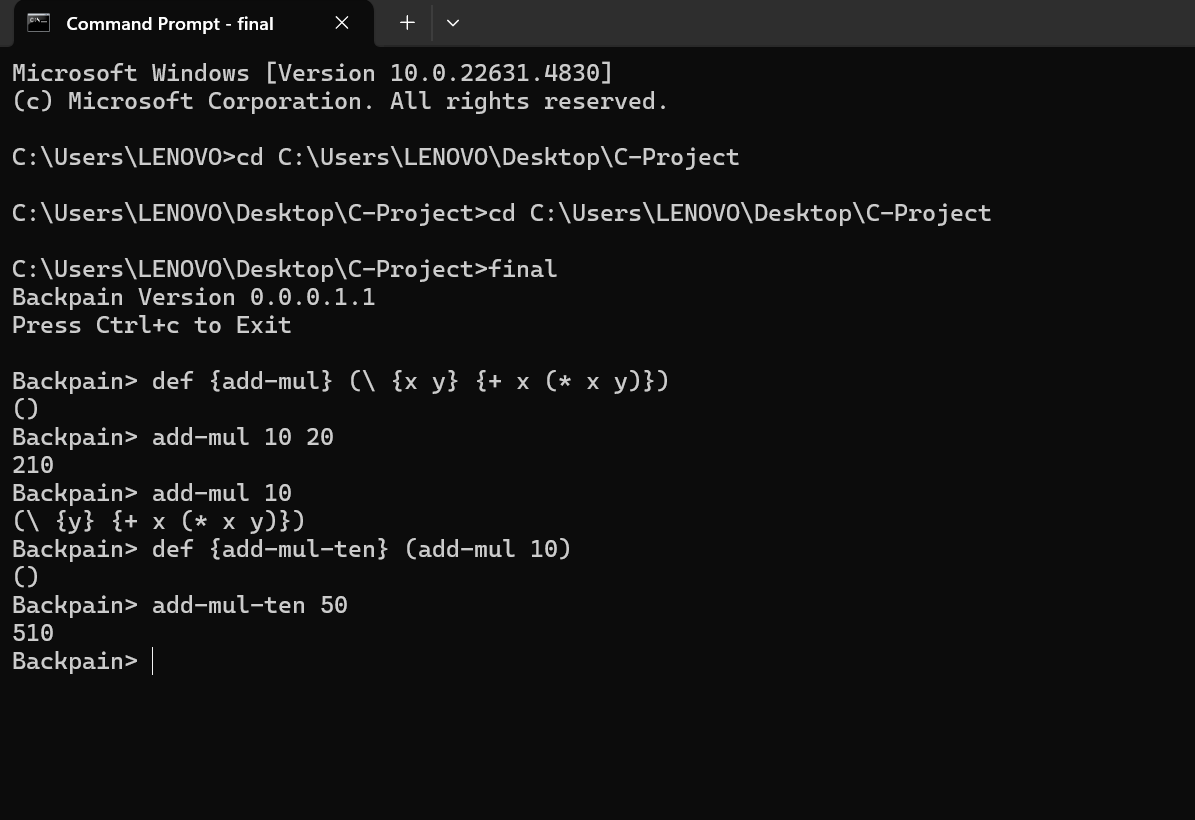 Command Prompt - final
Microsoft Windows [Version 10.0.22631.4830]
(c) Microsoft Corporation. All rights reserved.
C:\Users\LENOVO>cd C:\Users\LENOVO\Desktop\C-Project
C:\Users\LENOVO\Desktop\C-Project>cd C:\Users\LENOVO\Desktop\C-Project
C:\Users\LENOVO\Desktop\C-Project>final
Backpain Version 0.0.0.1.1
Press Ctrl+c to Exit
Backpain> def {add-mul} (\ {x y} {+ x (* x y)})
()
Backpain> add-mul 10 20
210
Backpain> add-mul 10
(\ {y} {+ x (* x y)})
Backpain> def {add-mul-ten} (add-mul 10)
()
Backpain> add-mul-ten 50
510
Backpain>